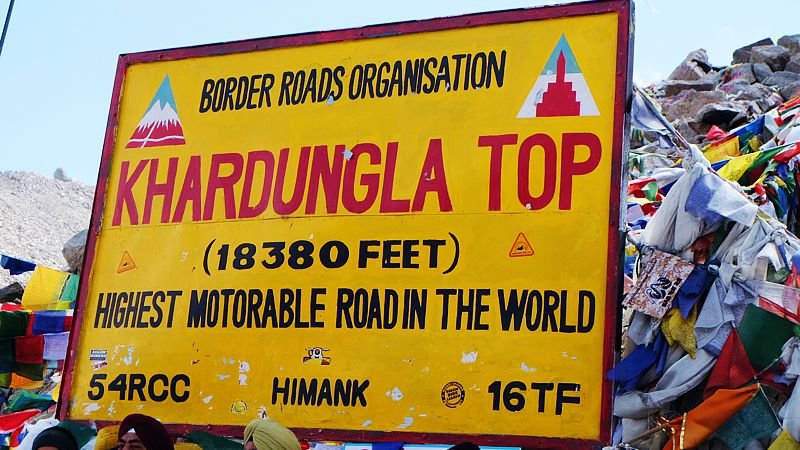 BORDER ROADS ORGANISATION
KHARDUNGLA TOP
(18380 FEET)
HIGHEST MOTORABLE ROAD IN THE WORLD
54RCC HIMANK 16TF